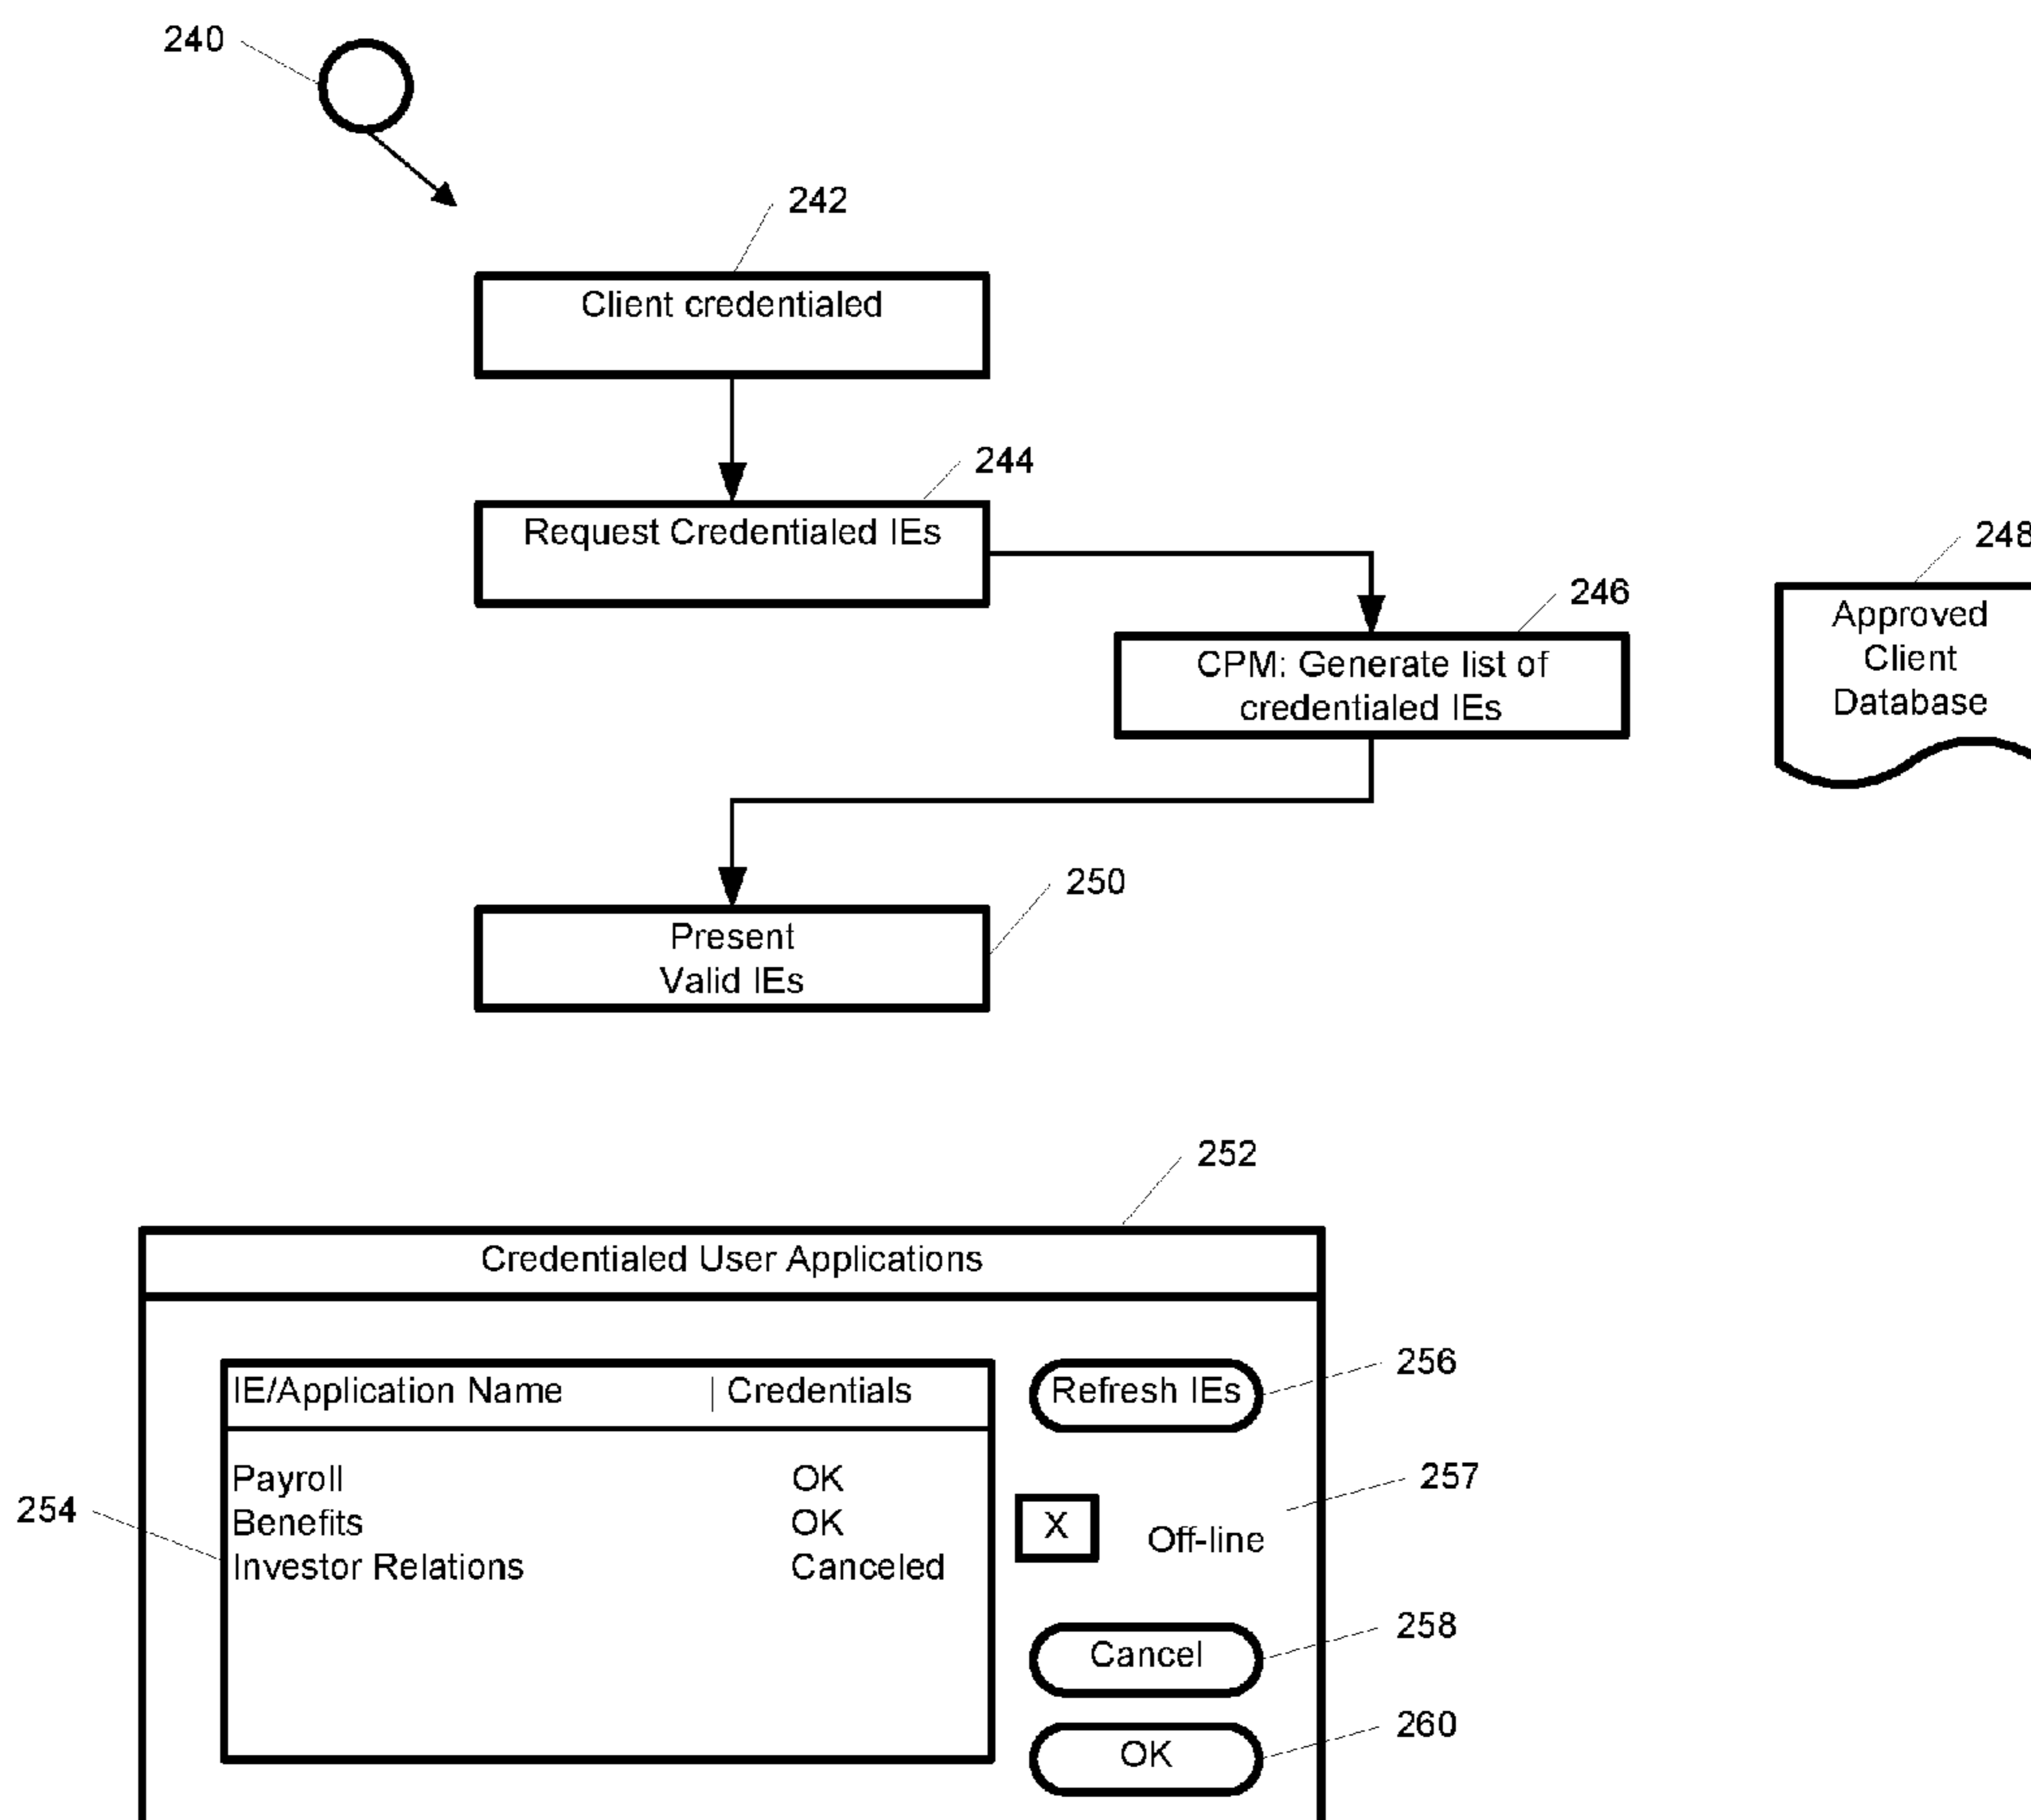 240
242
Client credentialed
244
Request Credentialed IEs
248
246
Approved
Client
Database
CPM: Generate list of
credentialed IEs
250
Present
Valid IEs
252
Credentialed User Applications
256
IE/Application Name | Credentials
Refresh IEs
257
Payroll OK
254
Benefits OK
X Off-line
Investor Relations Canceled
258
Cancel
260
OK